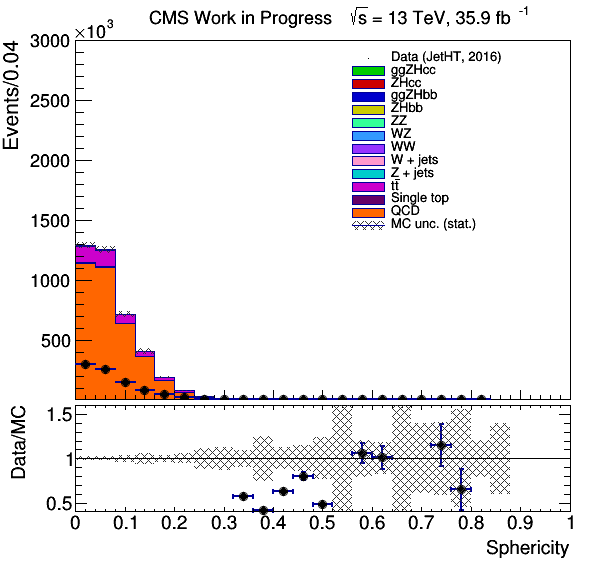 CMS Work in Progress √s = 13 TeV, 35.9 fb⁻¹
×10³
Events/0.04
3000
2500
2000
1500
1000
500
Data (JetHT, 2016)
ggZHcc
ZHcc
ggZHbb
ZHbb
ZZ
WZ
WW
W + jets
Z + jets
tt̄
Single top
QCD
MC unc. (stat.)
Data/MC
1.5
1
0.5
0 0.1 0.2 0.3 0.4 0.5 0.6 0.7 0.8 0.9 1
Sphericity